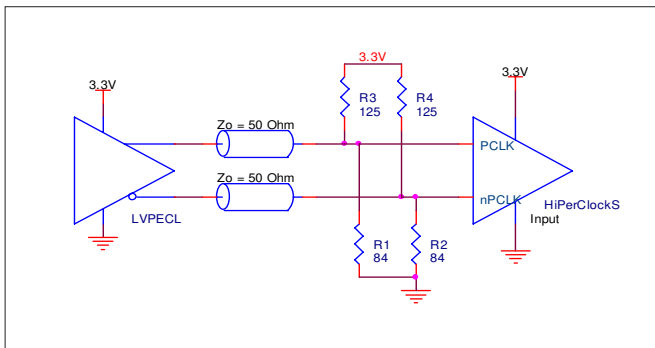 3.3V
3.3V
3.3V
R3
125
R4
125
Zo = 50 Ohm
PCLK
Zo = 50 Ohm
nPCLK
HiPerClockS
Input
LVPECL
R1
84
R2
84